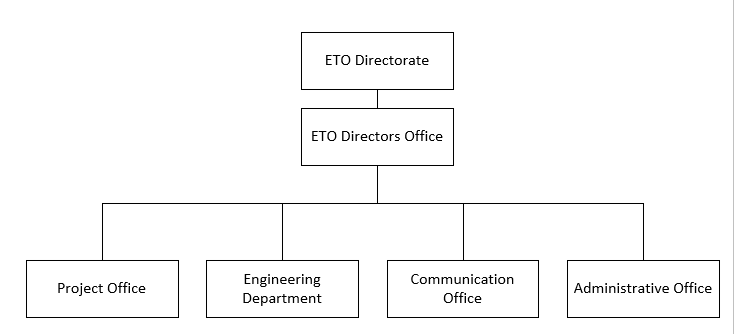 ETO Directorate
ETO Directors Office
Project Office
Engineering
Department
Communication
Office
Administrative Office